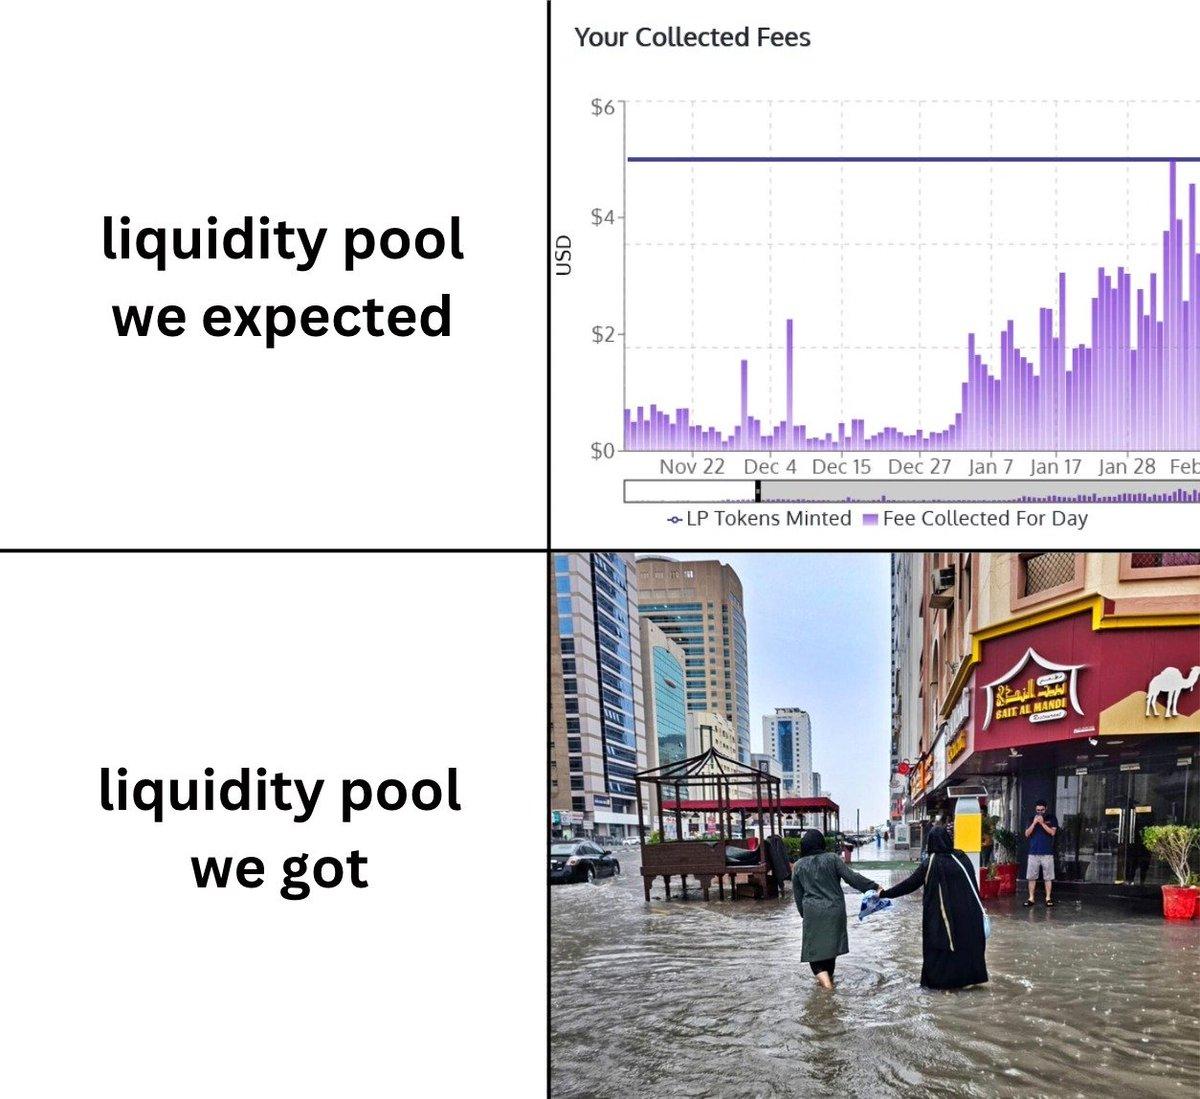 Your Collected Fees
$6
$4
$2
$0
USD
Nov 22 Dec 4 Dec 15 Dec 27 Jan 7 Jan 17 Jan 28 Feb
LP Tokens Minted Fee Collected For Day
liquidity pool
we expected
liquidity pool
we got
BAIT AL MANDI
Restaurant